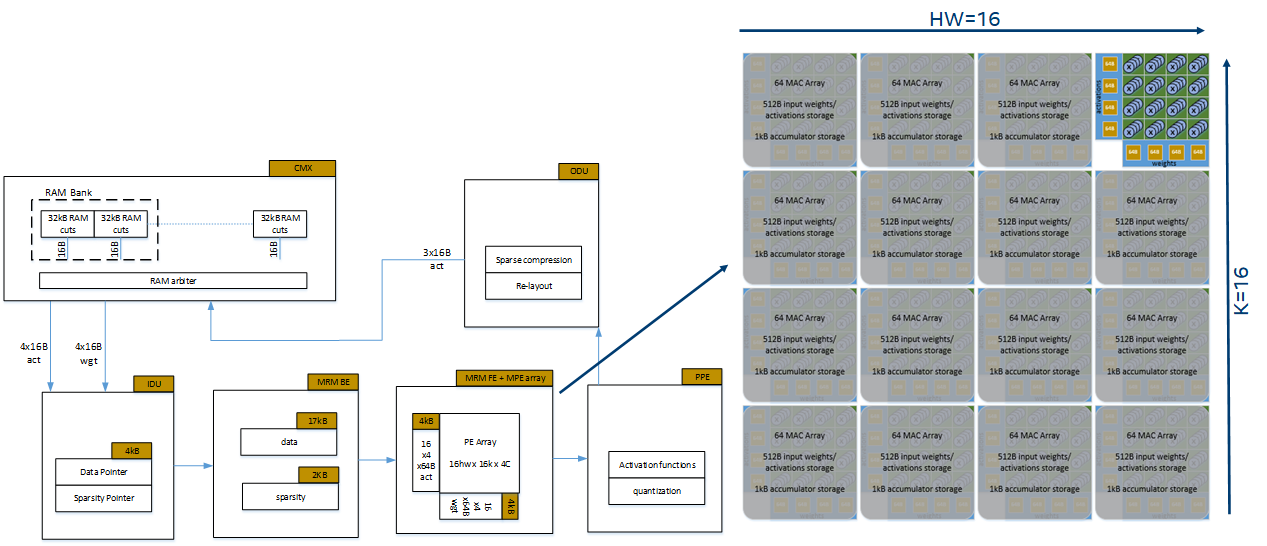 HW=16
K=16
CMX
RAM Bank
32kB RAM
cuts
32kB RAM
cuts
32kB RAM
cuts
16B
16B
16B
RAM arbiter
ODU
Sparse compression
Re-layout
3x16B
act
4x16B
act
4x16B
wgt
IDU
4kB
Data Pointer
Sparsity Pointer
MRM BE
17kB
data
2KB
sparsity
MRM FE + MPE array
4kB
16
x4
x64B
act
PE Array
16hw x 16k x 4C
16
x4
x64B
wgt
4kB
PPE
Activation functions
quantization
64 MAC Array
512B input weights/
activations storage
1kB accumulator storage
64 MAC Array
512B input weights/
activations storage
1kB accumulator storage
64 MAC Array
512B input weights/
activations storage
1kB accumulator storage
activations
64B
64B
64B
64B
64B
64B
64B
64B
weights
64 MAC Array
512B input weights/
activations storage
1kB accumulator storage
64 MAC Array
512B input weights/
activations storage
1kB accumulator storage
64 MAC Array
512B input weights/
activations storage
1kB accumulator storage
64 MAC Array
512B input weights/
activations storage
1kB accumulator storage
64 MAC Array
512B input weights/
activations storage
1kB accumulator storage
64 MAC Array
512B input weights/
activations storage
1kB accumulator storage
64 MAC Array
512B input weights/
activations storage
1kB accumulator storage
64 MAC Array
512B input weights/
activations storage
1kB accumulator storage
64 MAC Array
512B input weights/
activations storage
1kB accumulator storage
64 MAC Array
512B input weights/
activations storage
1kB accumulator storage
64 MAC Array
512B input weights/
activations storage
1kB accumulator storage
64 MAC Array
512B input weights/
activations storage
1kB accumulator storage